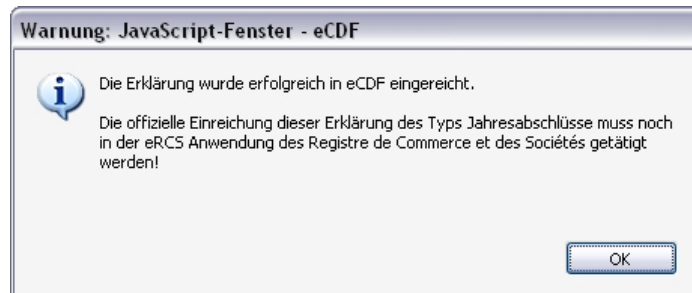 Warnung: JavaScript-Fenster - eCDF
Die Erklärung wurde erfolgreich in eCDF eingereicht.
Die offizielle Einreichung dieser Erklärung des Typs Jahresabschlüsse muss noch
in der eRCS Anwendung des Registre de Commerce et des Sociétés getätigt
werden!
OK